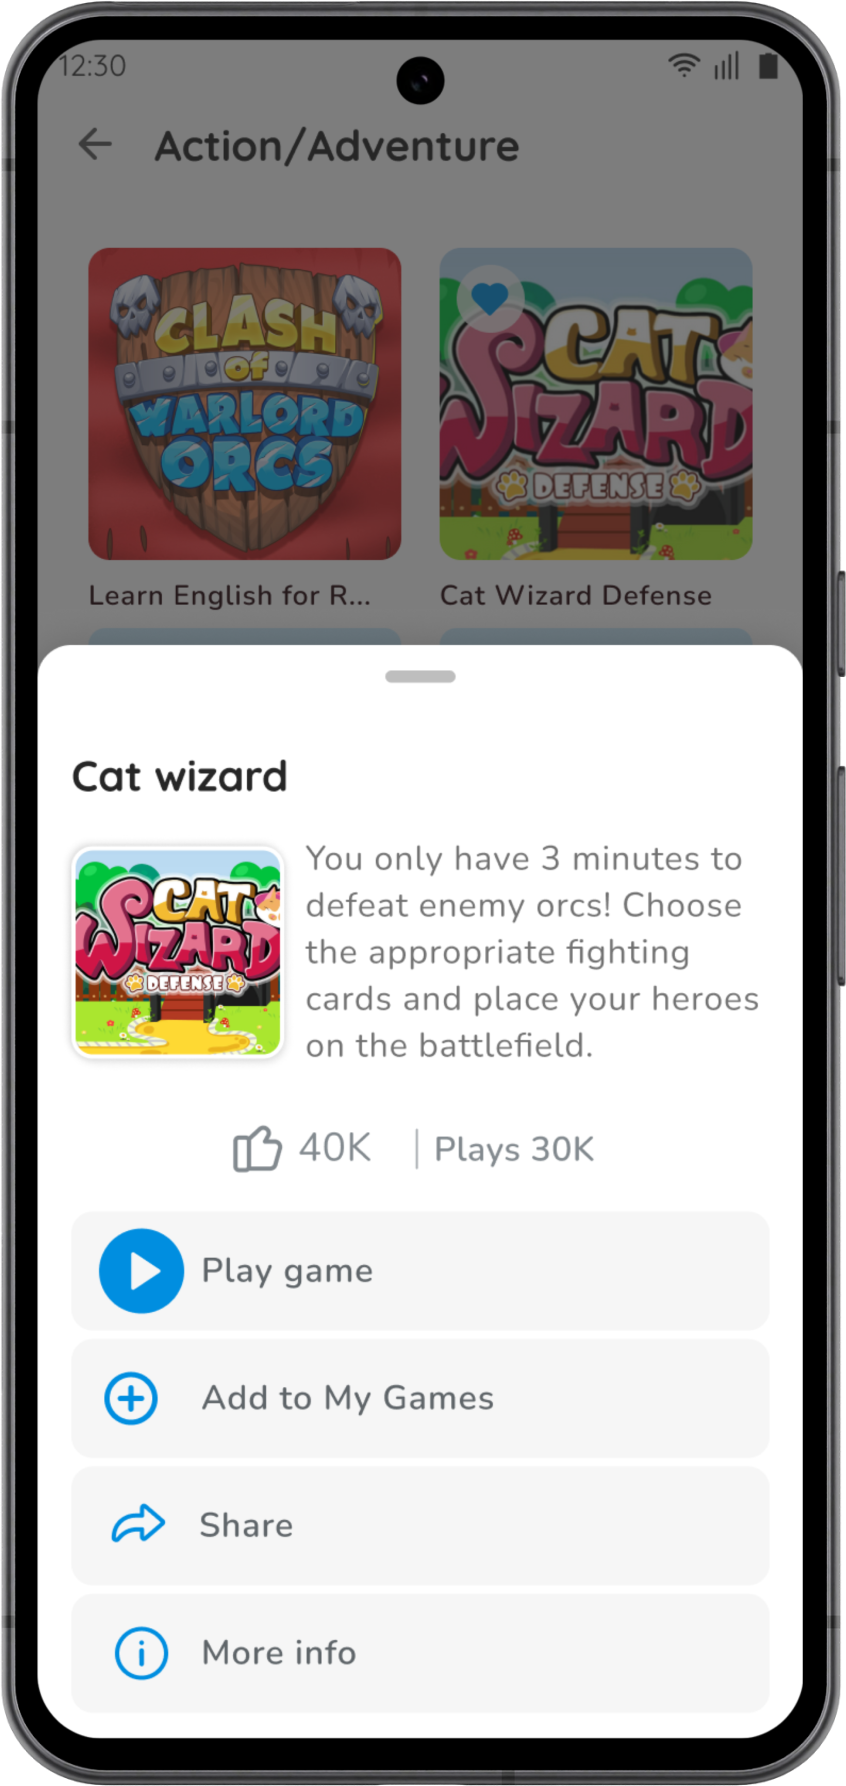 12:30
Action/Adventure
CLASH
of
WARLORD
ORCS
CAT
WIZARD
DEFENSE
Learn English for R...
Cat Wizard Defense
Cat wizard
CAT
WIZARD
DEFENSE
You only have 3 minutes to
defeat enemy orcs! Choose
the appropriate fighting
cards and place your heroes
on the battlefield.
40K | Plays 30K
Play game
Add to My Games
Share
More info